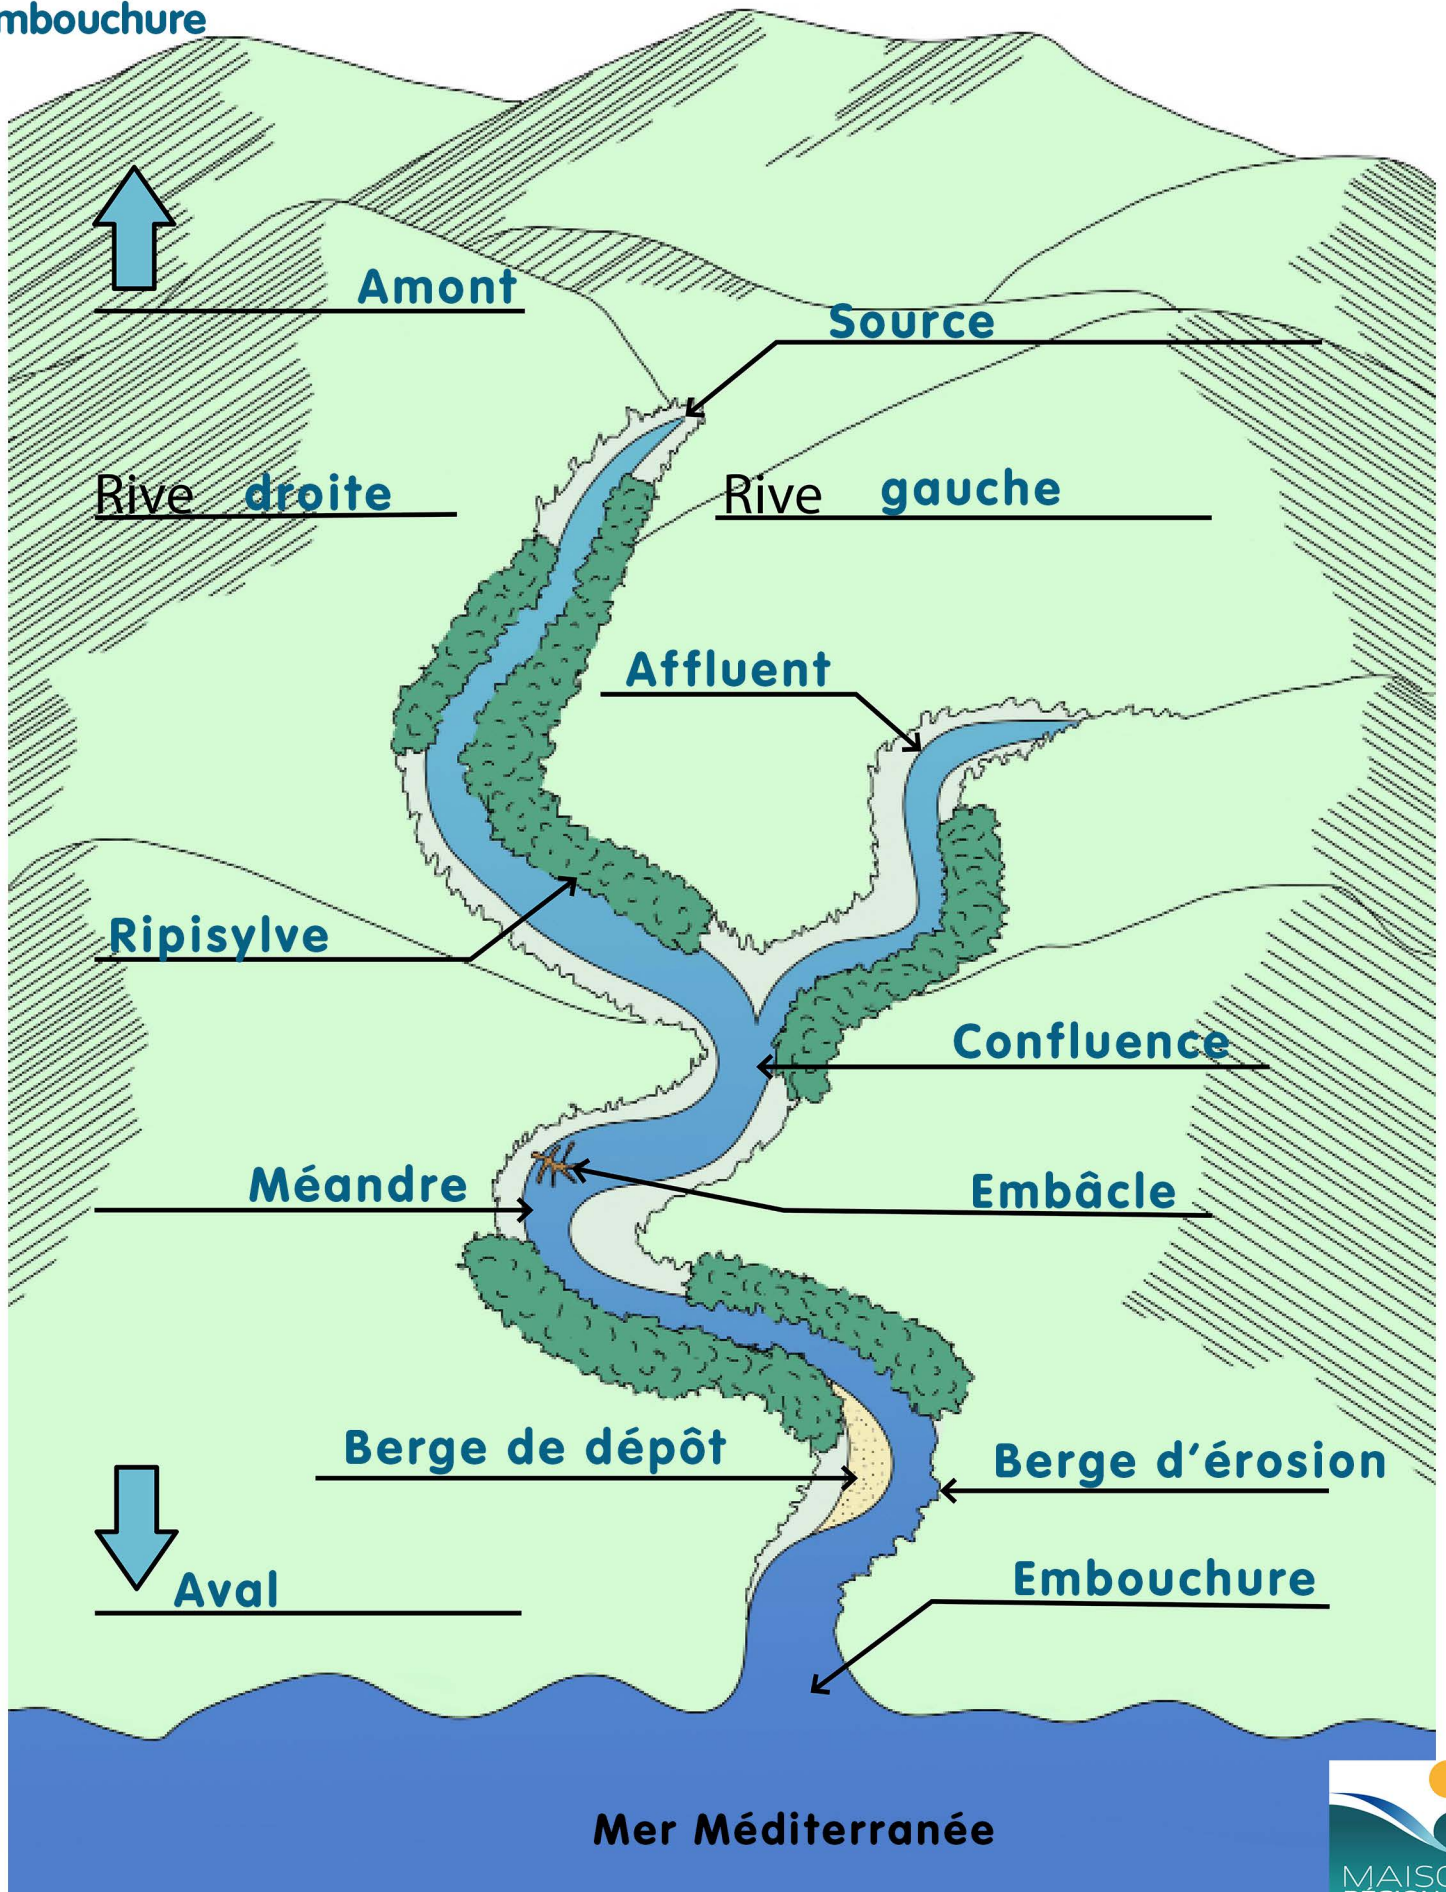 mbouchure
Amont
Source
Rive droite
Rive gauche
Affluent
Ripisylve
Confluence
Méandre
Embâcle
Berge de dépôt
Berge d'érosion
Embouchure
Aval
Mer Méditerranée
MAISO